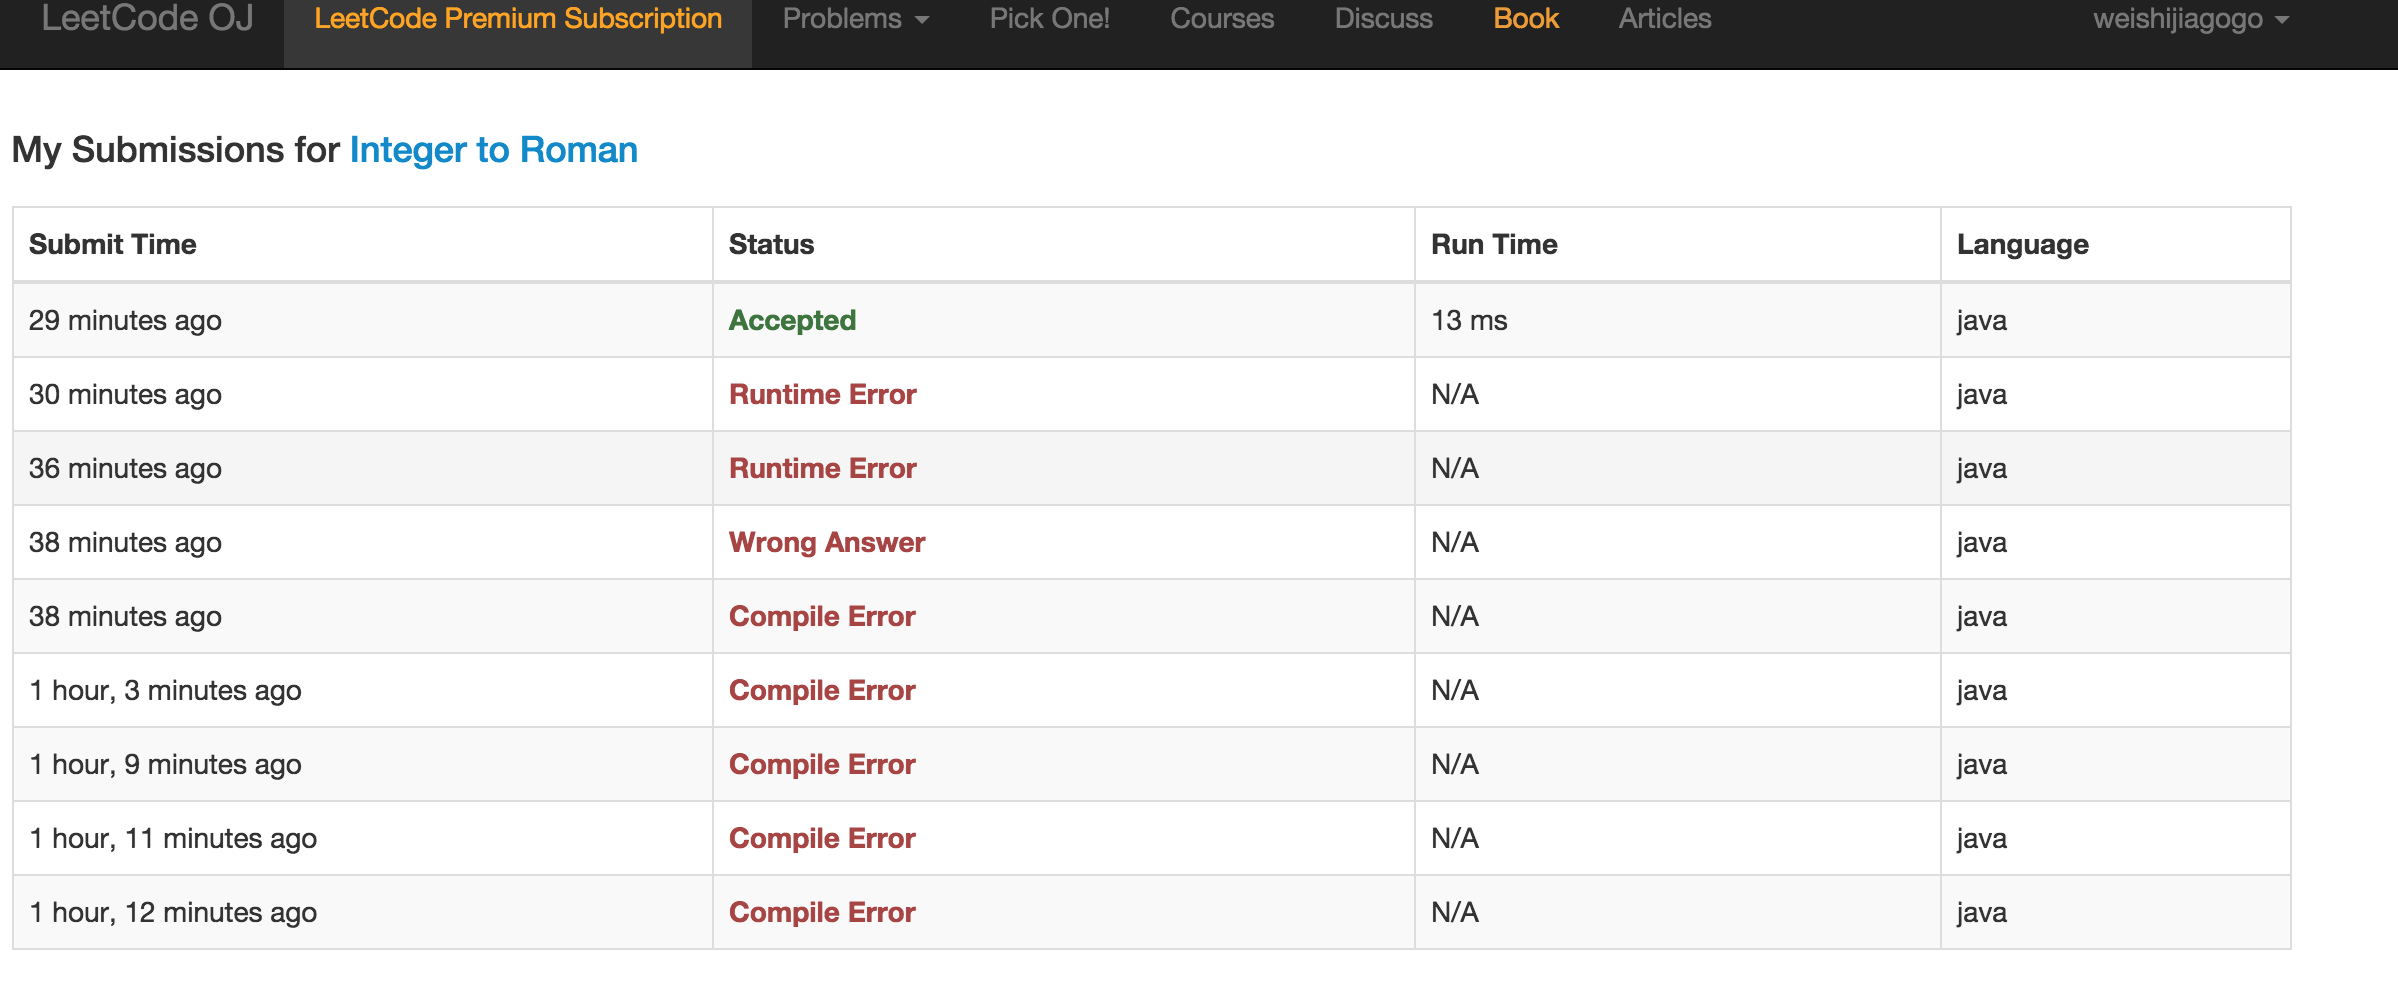 LeetCode OJ LeetCode Premium Subscription Problems Pick One! Courses Discuss Book Articles weishijiagogo
My Submissions for Integer to Roman
Submit Time Status Run Time Language
29 minutes ago Accepted 13 ms java
30 minutes ago Runtime Error N/A java
36 minutes ago Runtime Error N/A java
38 minutes ago Wrong Answer N/A java
38 minutes ago Compile Error N/A java
1 hour, 3 minutes ago Compile Error N/A java
1 hour, 9 minutes ago Compile Error N/A java
1 hour, 11 minutes ago Compile Error N/A java
1 hour, 12 minutes ago Compile Error N/A java